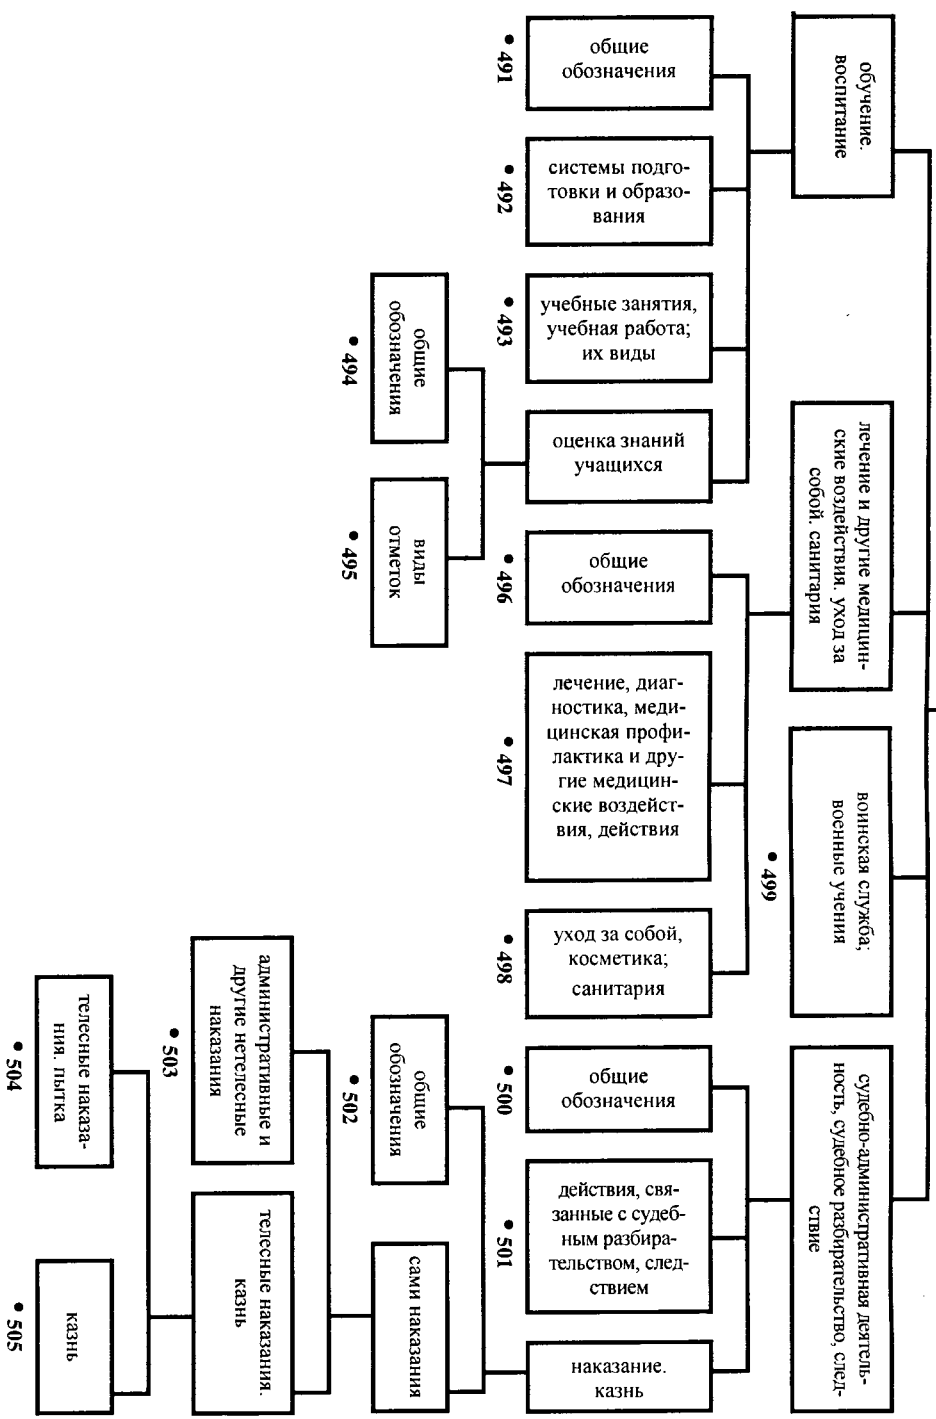 обучение.
воспитание
общие
обозначения
• 491
системы подго-
товки и образо-
вания
• 492
учебные занятия,
учебная работа;
их виды
• 493
оценка знаний
учащихся
общие
обозначения
• 494
виды
отметок
• 495
лечение и другие медицин-
ские воздействия. уход за
собой. санитария
общие
обозначения
• 496
лечение, диаг-
ностика, меди-
цинская профи-
лактика и дру-
гие медицин-
ские воздейст-
вия, действия
• 497
уход за собой,
косметика;
санитария
• 498
воинская служба;
военные учения
• 499
судебно-административная деятель-
ность, судебное разбирательство, след-
ствие
общие
обозначения
• 500
действия, свя-
занные с судеб-
ным разбира-
тельством, след-
ствием
• 501
наказание.
казнь
общие
обозначения
• 502
сами наказания
административные и
другие нетелесные
наказания
• 503
телесные наказания.
казнь
телесные наказа-
ния. пытка
• 504
казнь
• 505